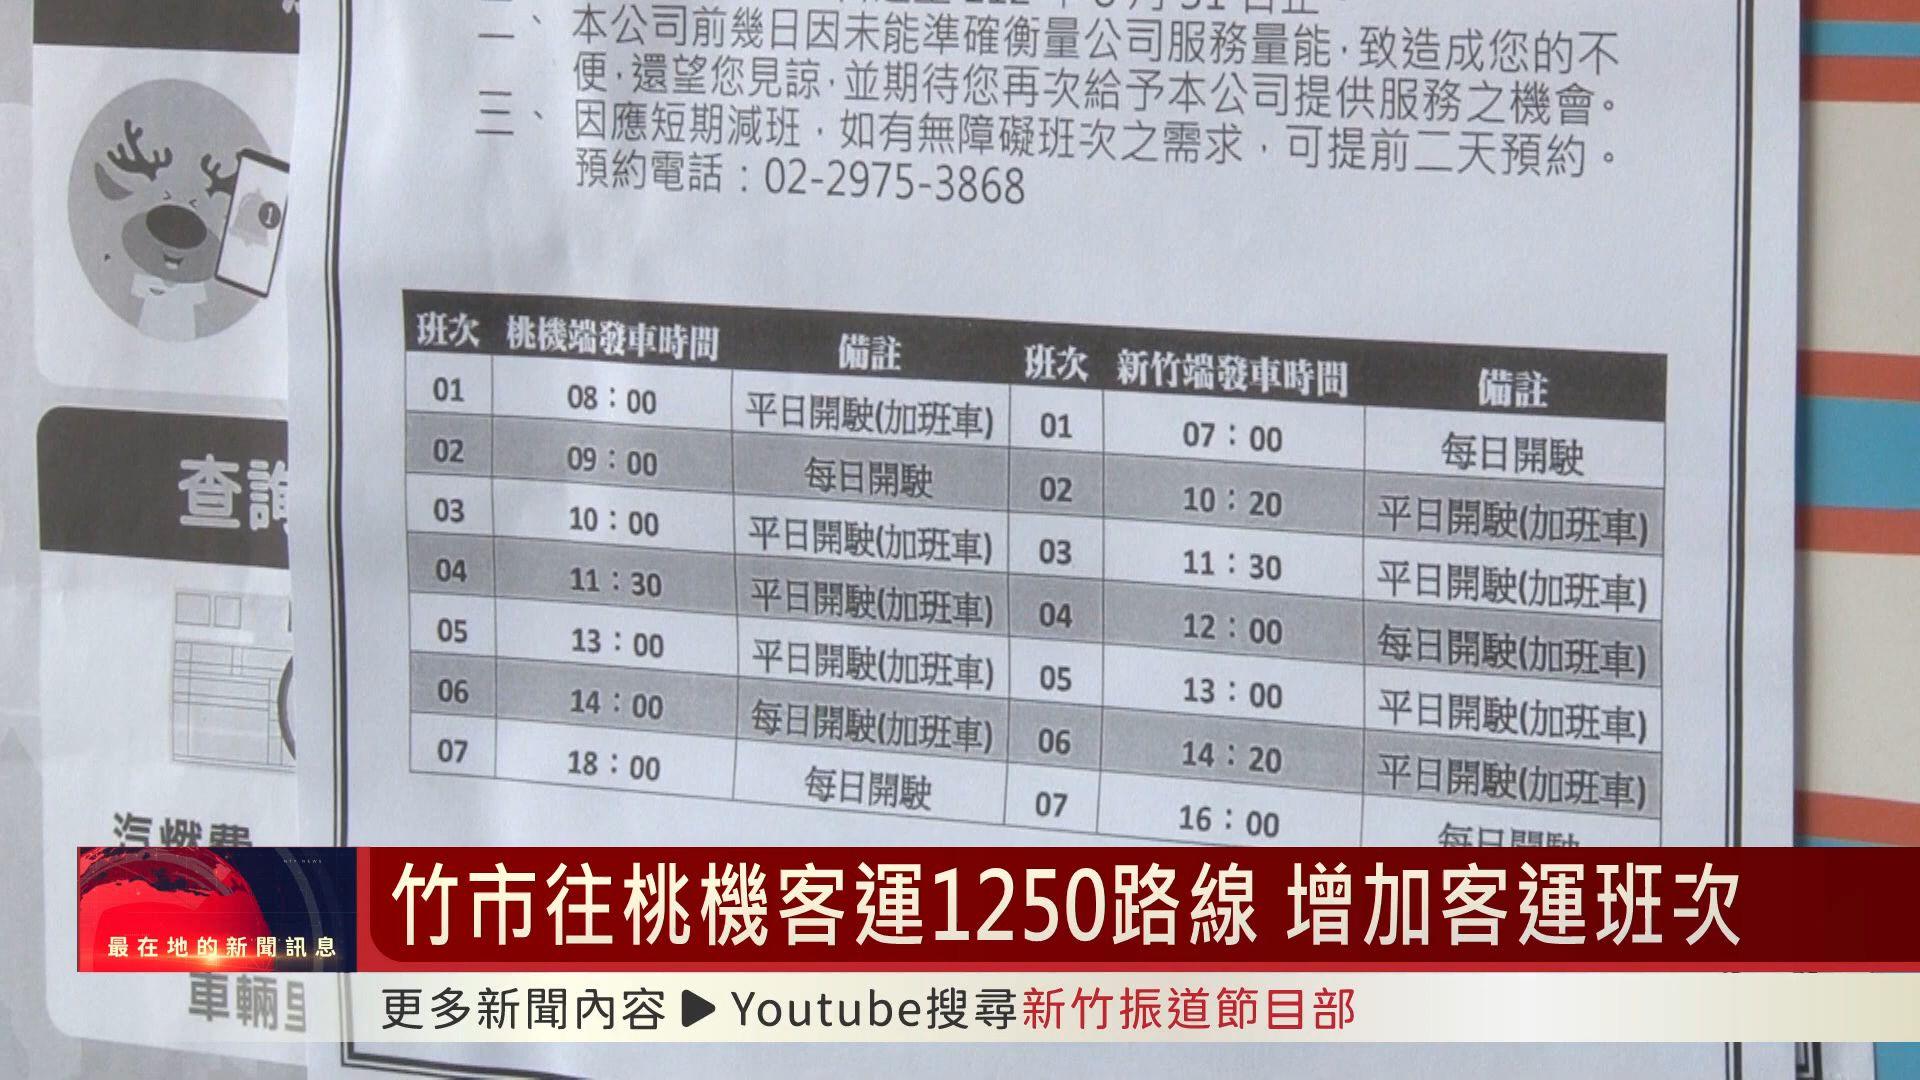 二、本公司前幾日因未能準確衡量公司服務量能，致造成您的不
便，還望您見諒，並期待您再次給予本公司提供服務之機會。
三、因應短期減班，如有無障礙班次之需求，可提前二天預約。
預約電話：02-2975-3868
班次 桃機端發車時間 備註 班次 新竹端發車時間 備註
01 08：00 平日開駛(加班車) 01 07：00 每日開駛
02 09：00 每日開駛 02 10：20 平日開駛(加班車)
03 10：00 平日開駛(加班車) 03 11：30 平日開駛(加班車)
04 11：30 平日開駛(加班車) 04 12：00 每日開駛(加班車)
05 13：00 平日開駛(加班車) 05 13：00 平日開駛(加班車)
06 14：00 每日開駛(加班車) 06 14：20 平日開駛(加班車)
07 18：00 每日開駛 07 16：00 每日開駛
查詢
汽燃費
車輛
最在地的新聞訊息
竹市往桃機客運1250路線 增加客運班次
更多新聞內容▶Youtube搜尋新竹振道節目部